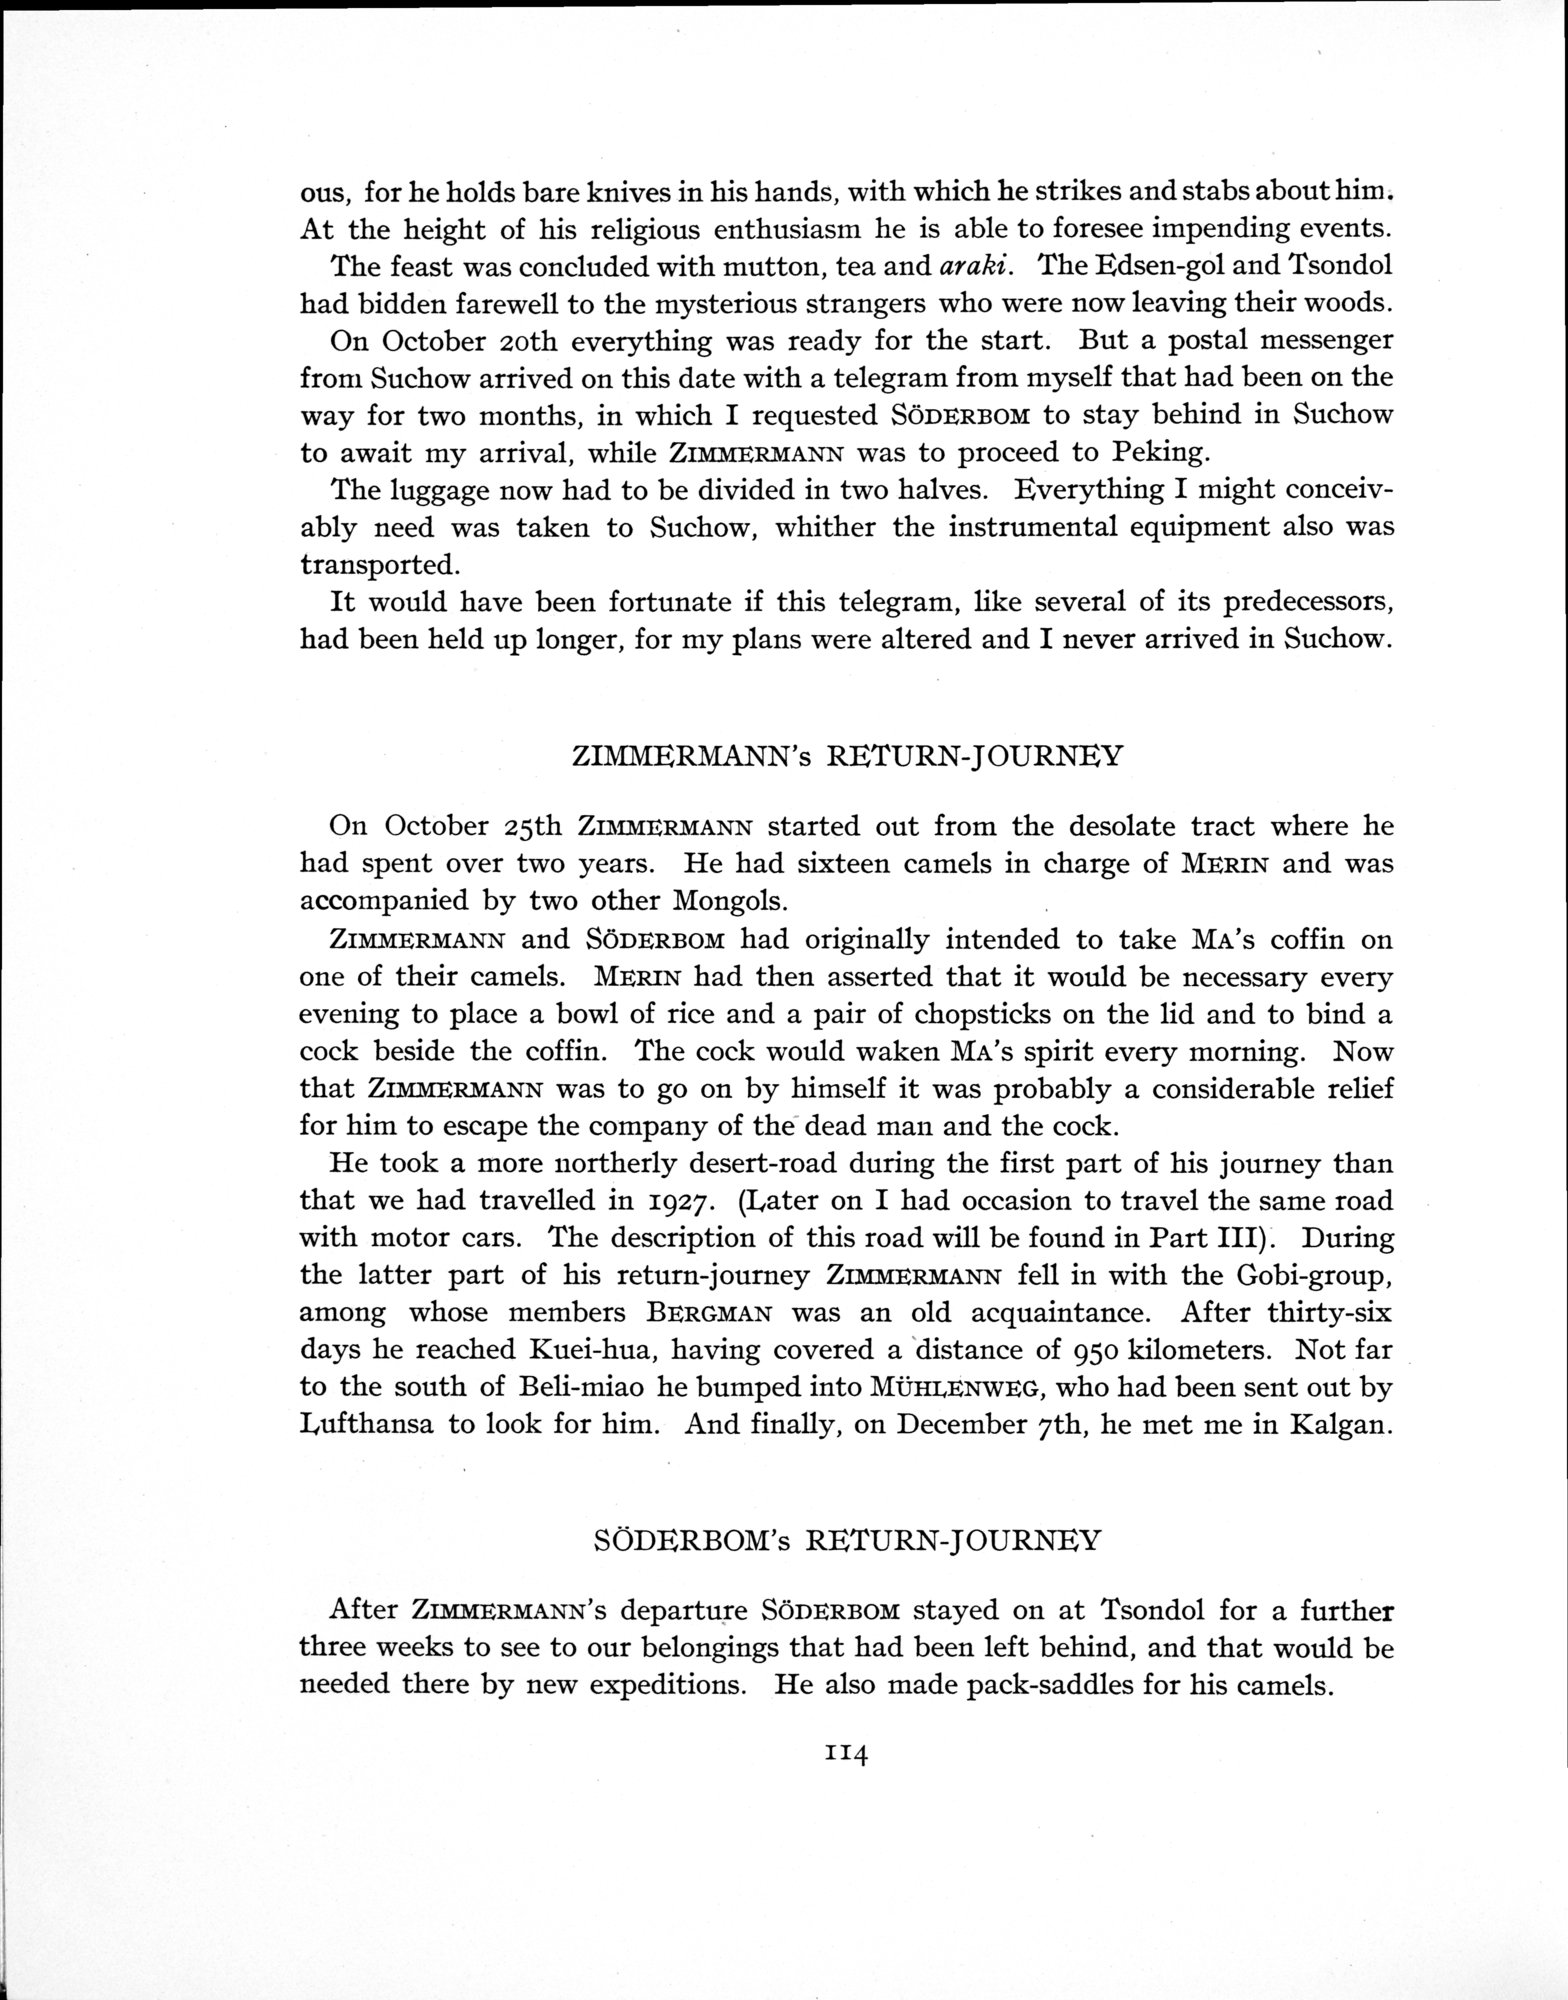 ous, for he holds bare knives in his hands, with which he strikes and stabs about him.
At the height of his religious enthusiasm he is able to foresee impending events.
The feast was concluded with mutton, tea and araki. The Edsen-gol and Tsondol
had bidden farewell to the mysterious strangers who were now leaving their woods.
On October 20th everything was ready for the start. But a postal messenger
from Suchow arrived on this date with a telegram from myself that had been on the
way for two months, in which I requested SÖDERBOM to stay behind in Suchow
to await my arrival, while ZIMMERMANN was to proceed to Peking.
The luggage now had to be divided in two halves. Everything I might conceiv-
ably need was taken to Suchow, whither the instrumental equipment also was
transported.
It would have been fortunate if this telegram, like several of its predecessors,
had been held up longer, for my plans were altered and I never arrived in Suchow.
ZIMMERMANN's RETURN-JOURNEY
On October 25th ZIMMERMANN started out from the desolate tract where he
had spent over two years. He had sixteen camels in charge of MERIN and was
accompanied by two other Mongols.
ZIMMERMANN and SÖDERBOM had originally intended to take MA's coffin on
one of their camels. MERIN had then asserted that it would be necessary every
evening to place a bowl of rice and a pair of chopsticks on the lid and to bind a
cock beside the coffin. The cock would waken MA's spirit every morning. Now
that ZIMMERMANN was to go on by himself it was probably a considerable relief
for him to escape the company of the dead man and the cock.
He took a more northerly desert-road during the first part of his journey than
that we had travelled in 1927. (Later on I had occasion to travel the same road
with motor cars. The description of this road will be found in Part III). During
the latter part of his return-journey ZIMMERMANN fell in with the Gobi-group,
among whose members BERGMAN was an old acquaintance. After thirty-six
days he reached Kuei-hua, having covered a distance of 950 kilometers. Not far
to the south of Beli-miao he bumped into MÜHLENWEG, who had been sent out by
Lufthansa to look for him. And finally, on December 7th, he met me in Kalgan.
SÖDERBOM's RETURN-JOURNEY
After ZIMMERMANN's departure SÖDERBOM stayed on at Tsondol for a further
three weeks to see to our belongings that had been left behind, and that would be
needed there by new expeditions. He also made pack-saddles for his camels.
114